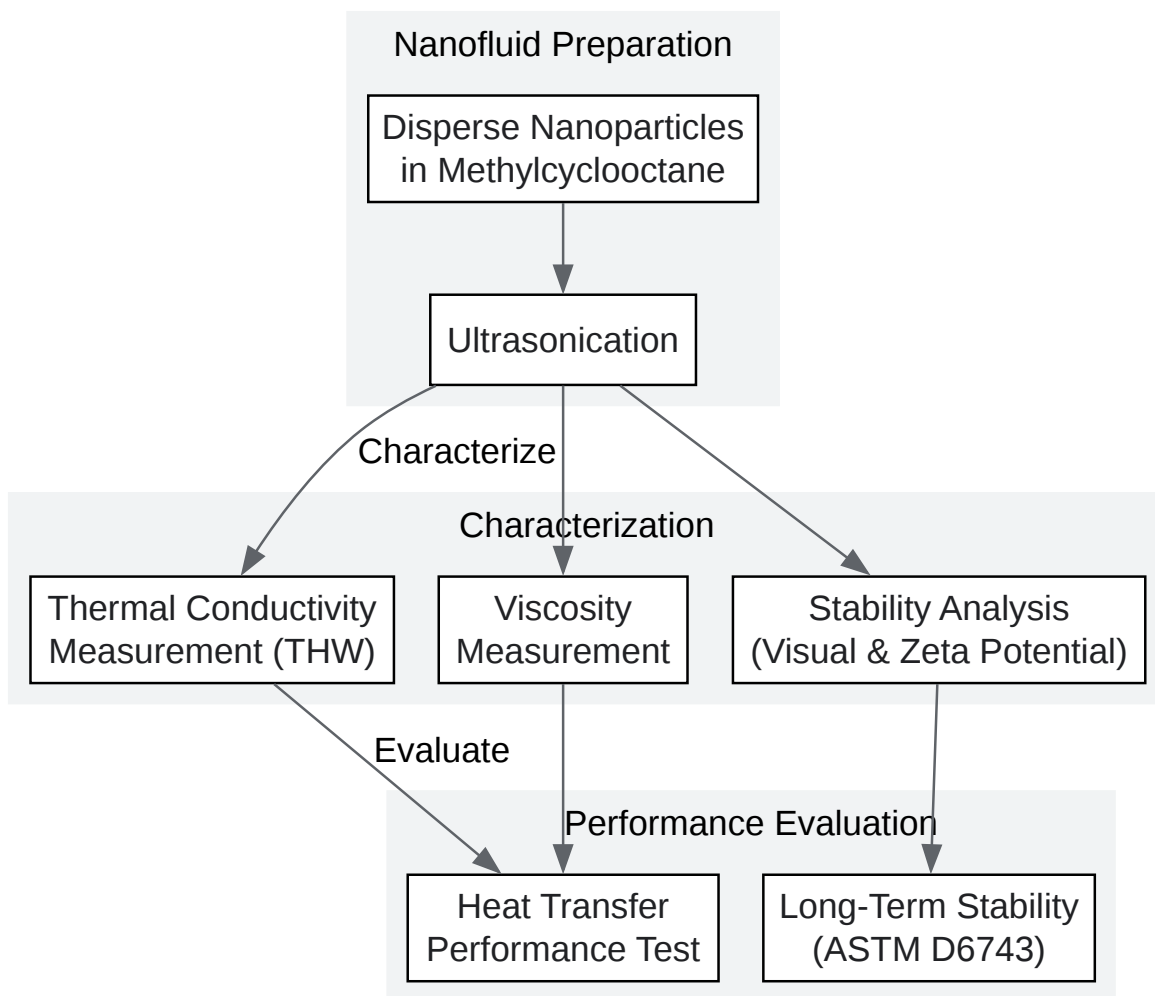 Nanofluid Preparation
Disperse Nanoparticles
in Methylcyclooctane
Ultrasonication
Characterize
Characterization
Thermal Conductivity
Measurement (THW)
Viscosity
Measurement
Stability Analysis
(Visual & Zeta Potential)
Evaluate
Performance Evaluation
Heat Transfer
Performance Test
Long-Term Stability
(ASTM D6743)